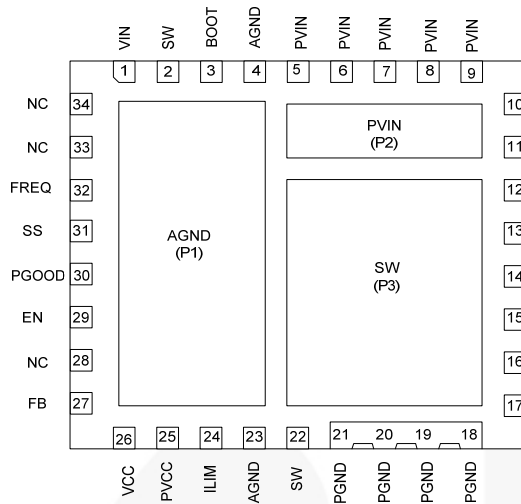 VIN
SW
BOOT
AGND
PVIN
PVIN
PVIN
PVIN
PVIN
1
2
3
4
5
6
7
8
9
NC
34
NC
33
FREQ
32
SS
31
PGOOD
30
EN
29
NC
28
FB
27
AGND
(P1)
PVIN
(P2)
SW
(P3)
10
11
12
13
14
15
16
17
26
25
24
23
22
21
20
19
18
VCC
PVCC
ILIM
AGND
SW
PGND
PGND
PGND
PGND